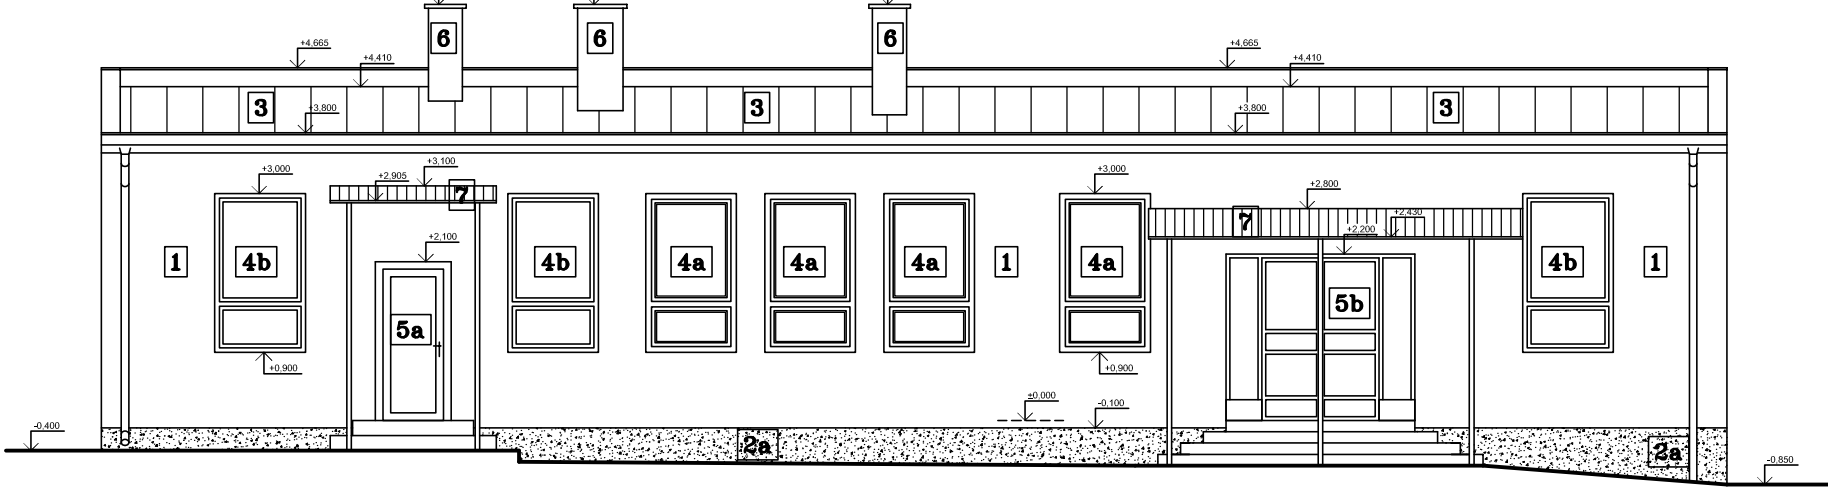 6 6 6
+4,665 +4,665
+4,410 +4,410
3 3 3
+3,800 +3,800
+3,000 +3,100 +3,000
+2,905 7 +2,800
7 +2,430
+2,100 +2,200
1 4b 4b 4a 4a 4a 1 4a 4b 1
5a 5b
+0,900 +0,900
±0,000 -0,100
-0,400
2a 2a
-0,850